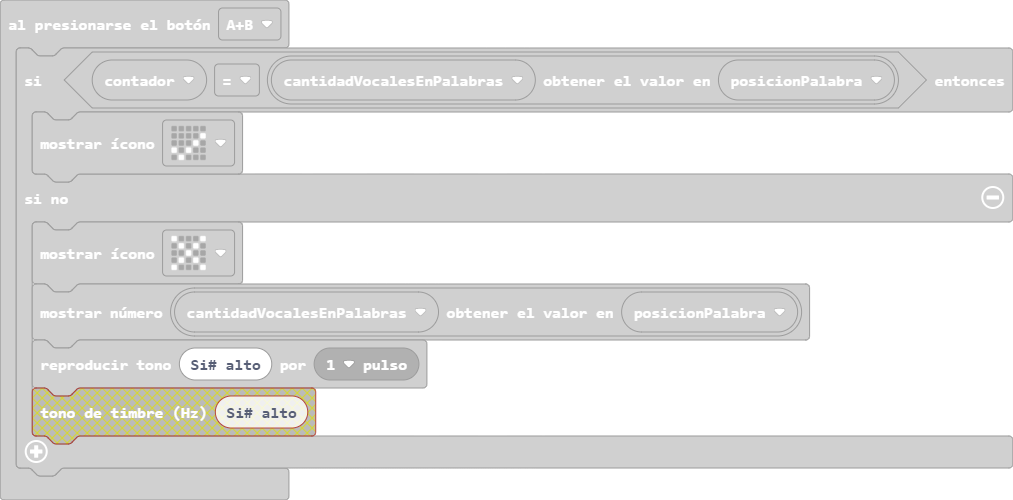 al presionarse el botón A+B
si contador = cantidadVocalesEnPalabras obtener el valor en posicionPalabra entonces
mostrar ícono
si no
mostrar ícono
mostrar número cantidadVocalesEnPalabras obtener el valor en posicionPalabra
reproducir tono Si# alto por 1 pulso
tono de timbre (Hz) Si# alto